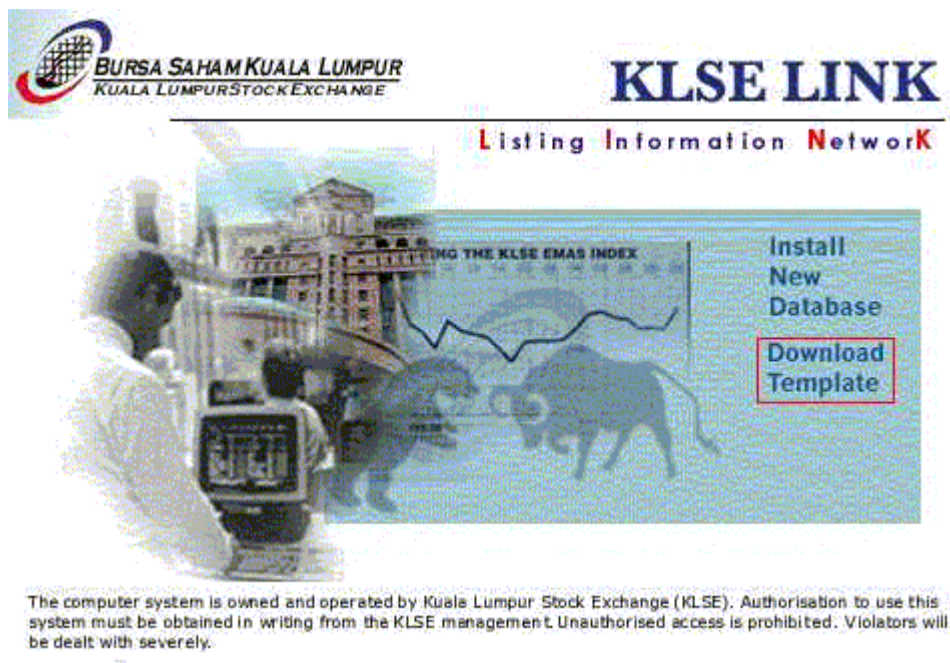 BURSA SAHAM KUALA LUMPUR
KUALA LUMPUR STOCK EXCHANGE
KLSE LINK
Listing Information NetworK
NG THE KLSE EMAS INDEX
Install
New
Database
Download
Template
The computer system is owned and operated by Kuala Lumpur Stock Exchange (KLSE). Authorisation to use this
system must be obtained in writing from the KLSE management. Unauthorised access is prohibited. Violators will
be dealt with severely.